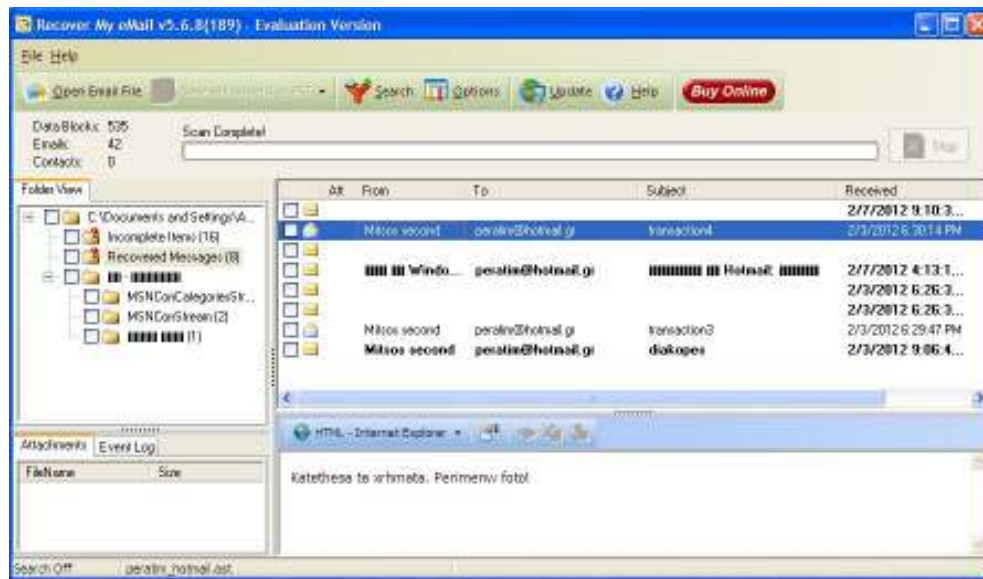 Recover My eMail v5.6.8(189) - Evaluation Version
File Help
Open Email File Search Options Update Help Buy Online
Data Blocks: 535
Emails: 42
Contacts: 0
Scan Complete!
Stop
Folder View
C:\Documents and Settings\A...
Incomplete Items (16)
Recovered Messages (8)
MSNConCategoriesStr...
MSNConStream (2)
(1)
Att From To Subject Received
2/7/2012 9:10:3...
Mitsos second peratim@hotmail.gr transaction4 2/3/2012 6:30:14 PM
Windo... peratim@hotmail.gr Hotmail: 2/7/2012 4:13:1...
2/3/2012 6:26:3...
2/3/2012 6:26:3...
Mitsos second peratim@hotmail.gr transaction3 2/3/2012 6:29:47 PM
Mitsos second peratim@hotmail.gr diakopes 2/3/2012 9:06:4...
HTML - Internet Explorer
Katethesa ta xrhmata. Perimenw foto!
Attachments Event Log
FileName Size
Search Off peratim_hotmail.ost